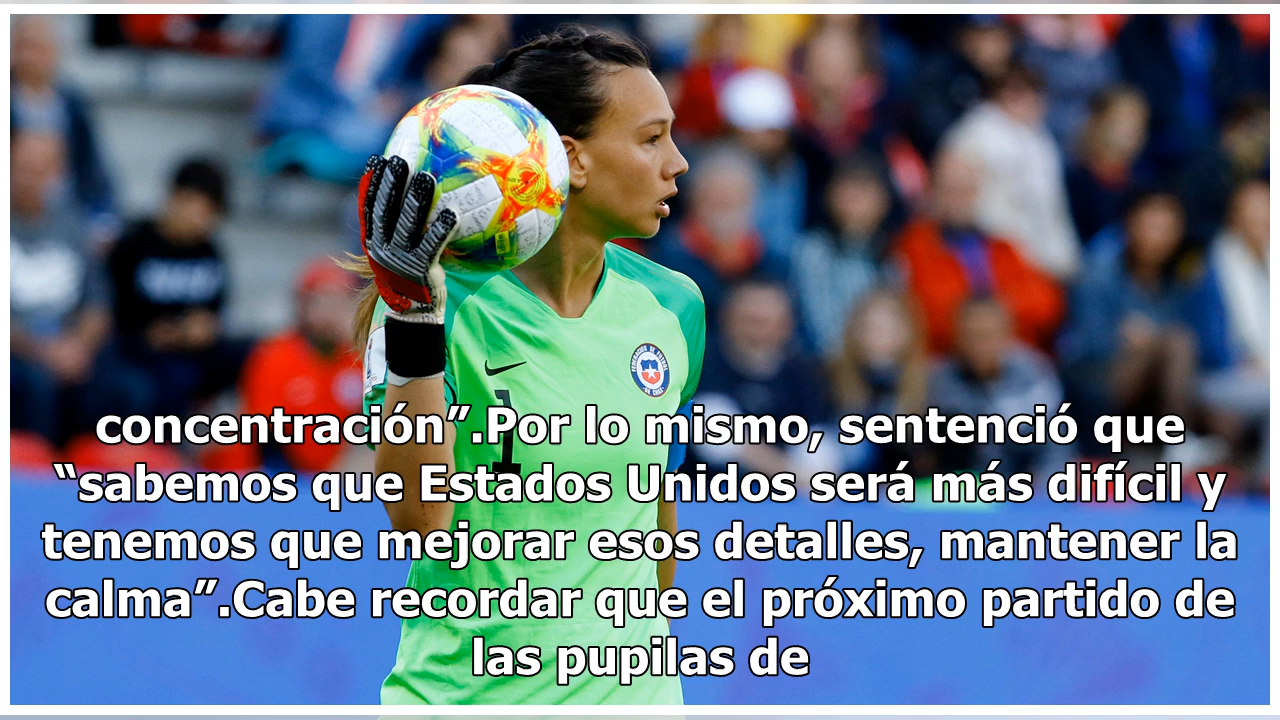 1
concentración”.Por lo mismo, sentenció que
“sabemos que Estados Unidos será más difícil y
tenemos que mejorar esos detalles, mantener la
calma”.Cabe recordar que el próximo partido de
las pupilas de